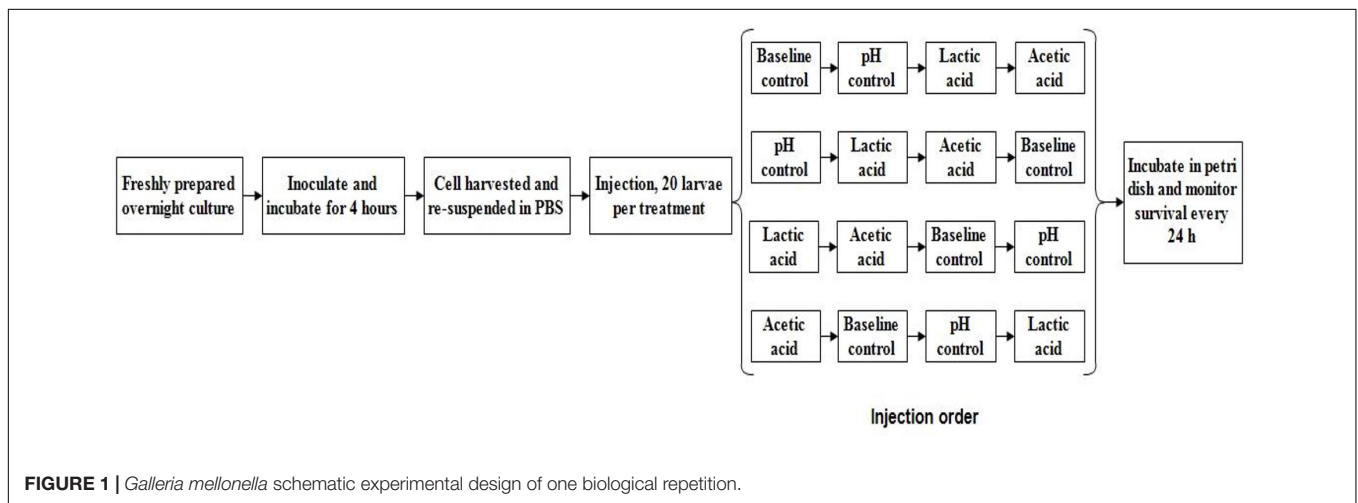 Freshly prepared
overnight culture
Inoculate and
incubate for 4 hours
Cell harvested and
re-suspended in PBS
Injection, 20 larvae
per treatment
Baseline
control
pH
control
Lactic
acid
Acetic
acid
pH
control
Lactic
acid
Acetic
acid
Baseline
control
Lactic
acid
Acetic
acid
Baseline
control
pH
control
Acetic
acid
Baseline
control
pH
control
Lactic
acid
Incubate in petri
dish and monitor
survival every
24 h
Injection order
FIGURE 1 | Galleria mellonella schematic experimental design of one biological repetition.